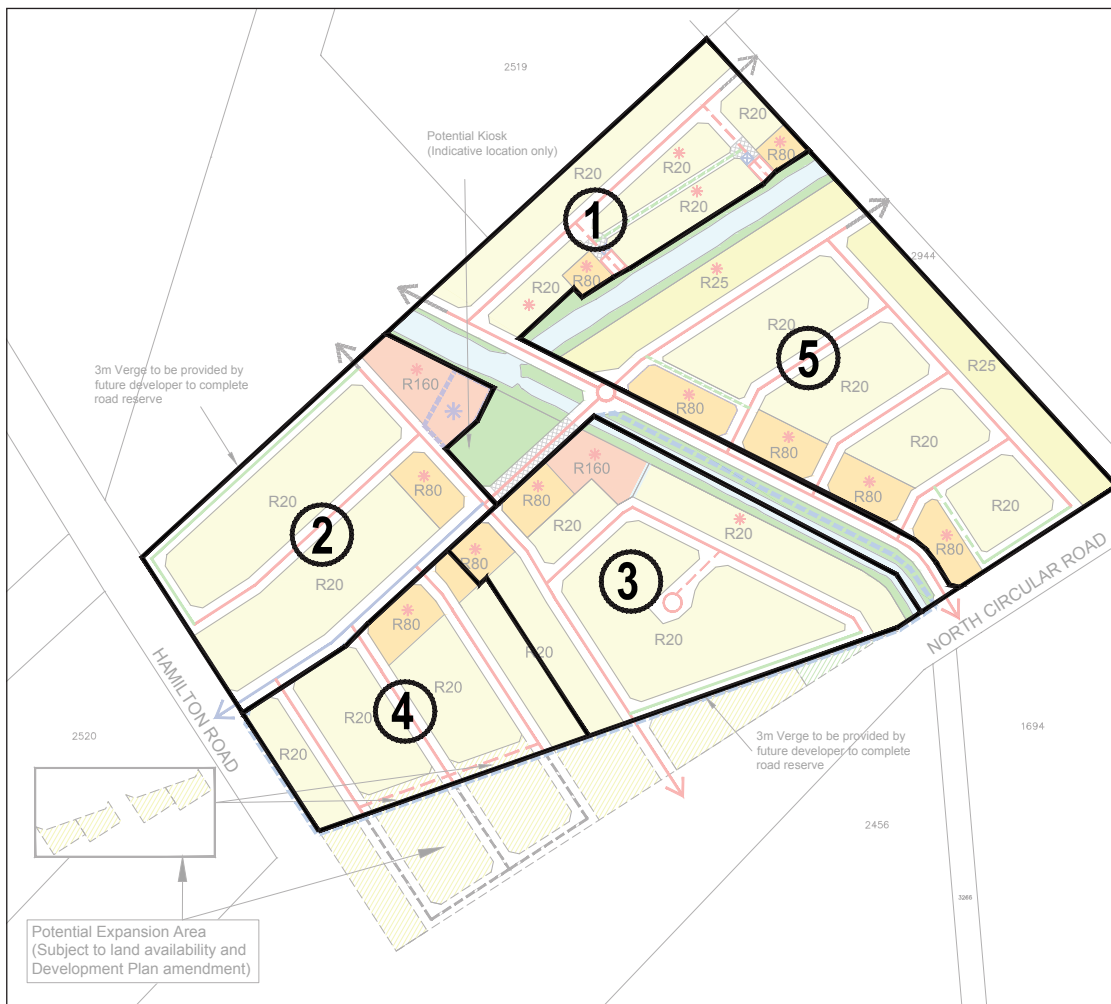 2519
Potential Kiosk
(Indicative location only)
R20
R80
R20
R20
R20
1
R20
R80
R25
2944
R20
R25
5
R20
R80
R20
R80
R20
R80
R20
R80
3m Verge to be provided by
future developer to complete
road reserve
R160
R20
R80
2
R20
R160
R80
R20
R20
R80
3
R20
R20
R80
R20
R20
4
R20
HAMILTON ROAD
NORTH CIRCULAR ROAD
2520
3m Verge to be provided by
future developer to complete
road reserve
1694
2456
3266
Potential Expansion Area
(Subject to land availability and
Development Plan amendment)